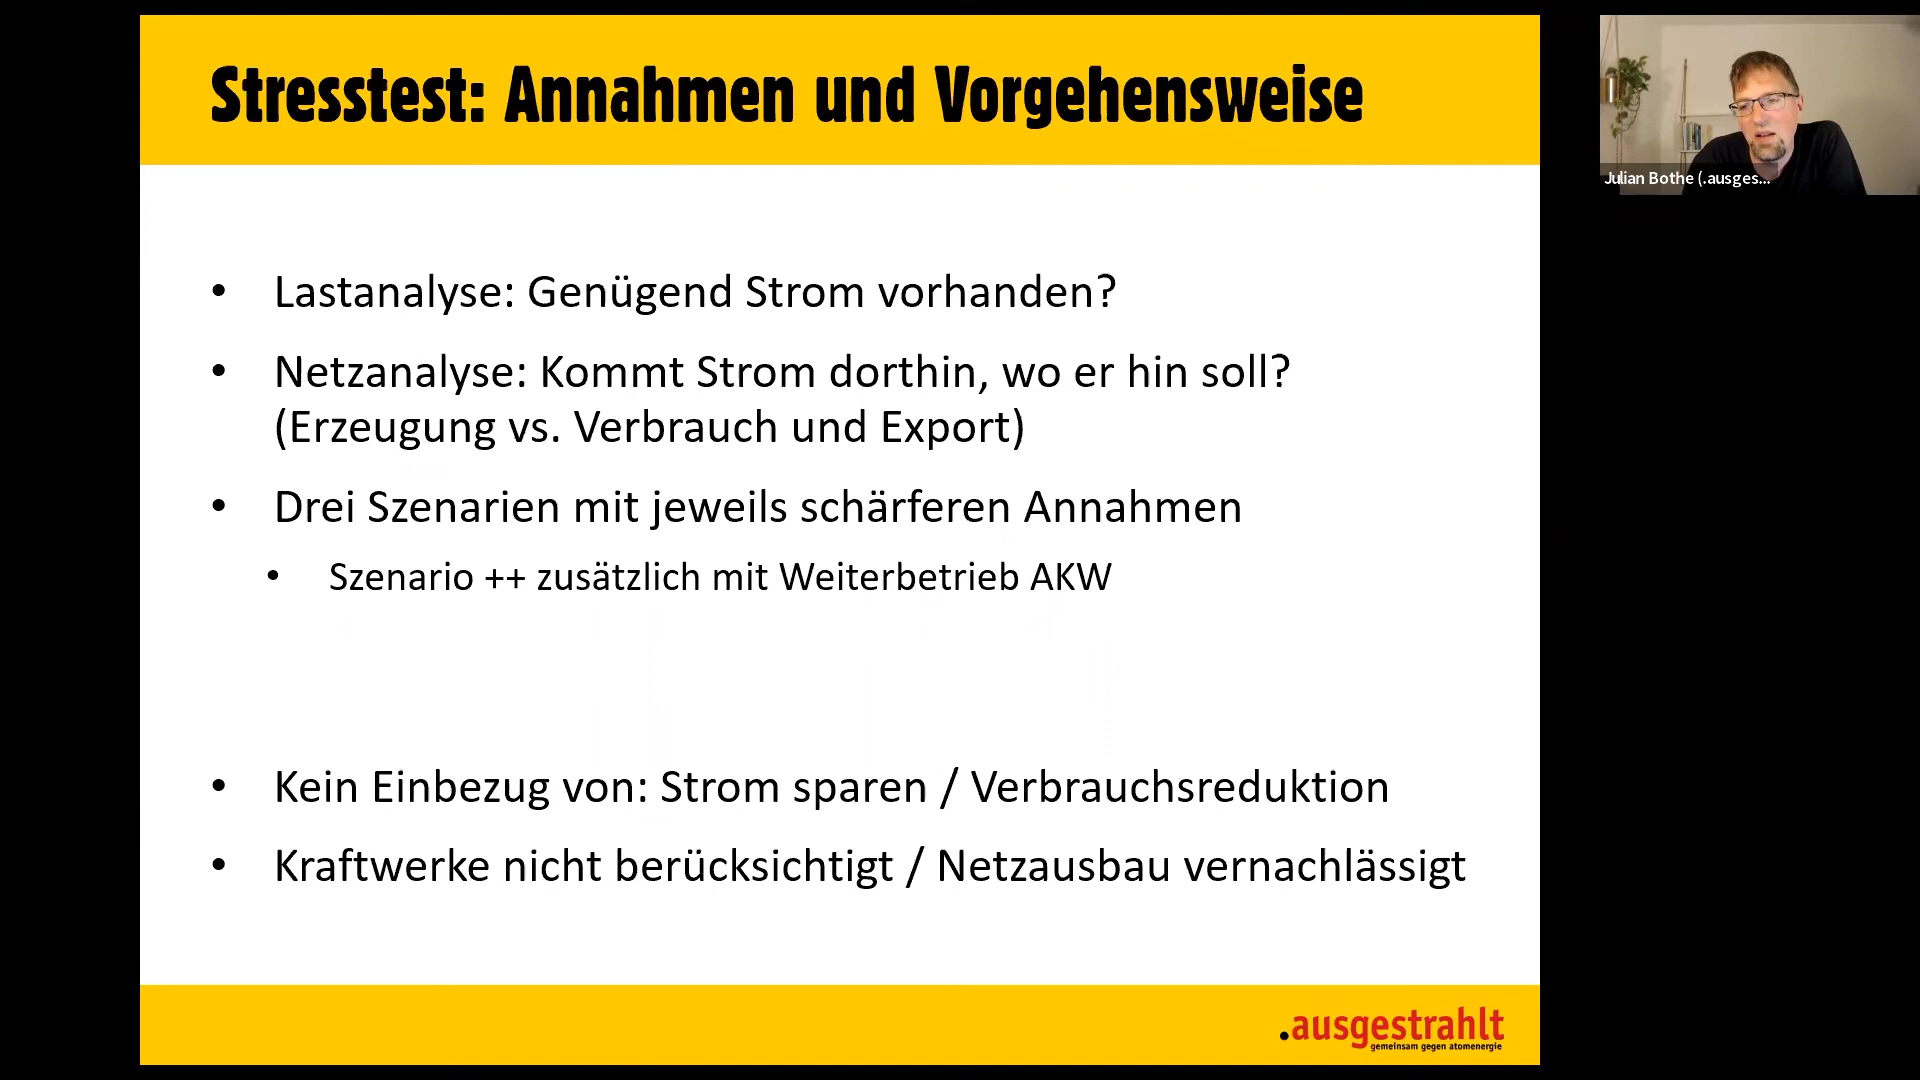 Stresstest: Annahmen und Vorgehensweise
Julian Bothe (.ausges...
• Lastanalyse: Genügend Strom vorhanden?
• Netzanalyse: Kommt Strom dorthin, wo er hin soll?
(Erzeugung vs. Verbrauch und Export)
• Drei Szenarien mit jeweils schärferen Annahmen
• Szenario ++ zusätzlich mit Weiterbetrieb AKW
• Kein Einbezug von: Strom sparen / Verbrauchsreduktion
• Kraftwerke nicht berücksichtigt / Netzausbau vernachlässigt
.ausgestrahlt
gemeinsam gegen atomenergie